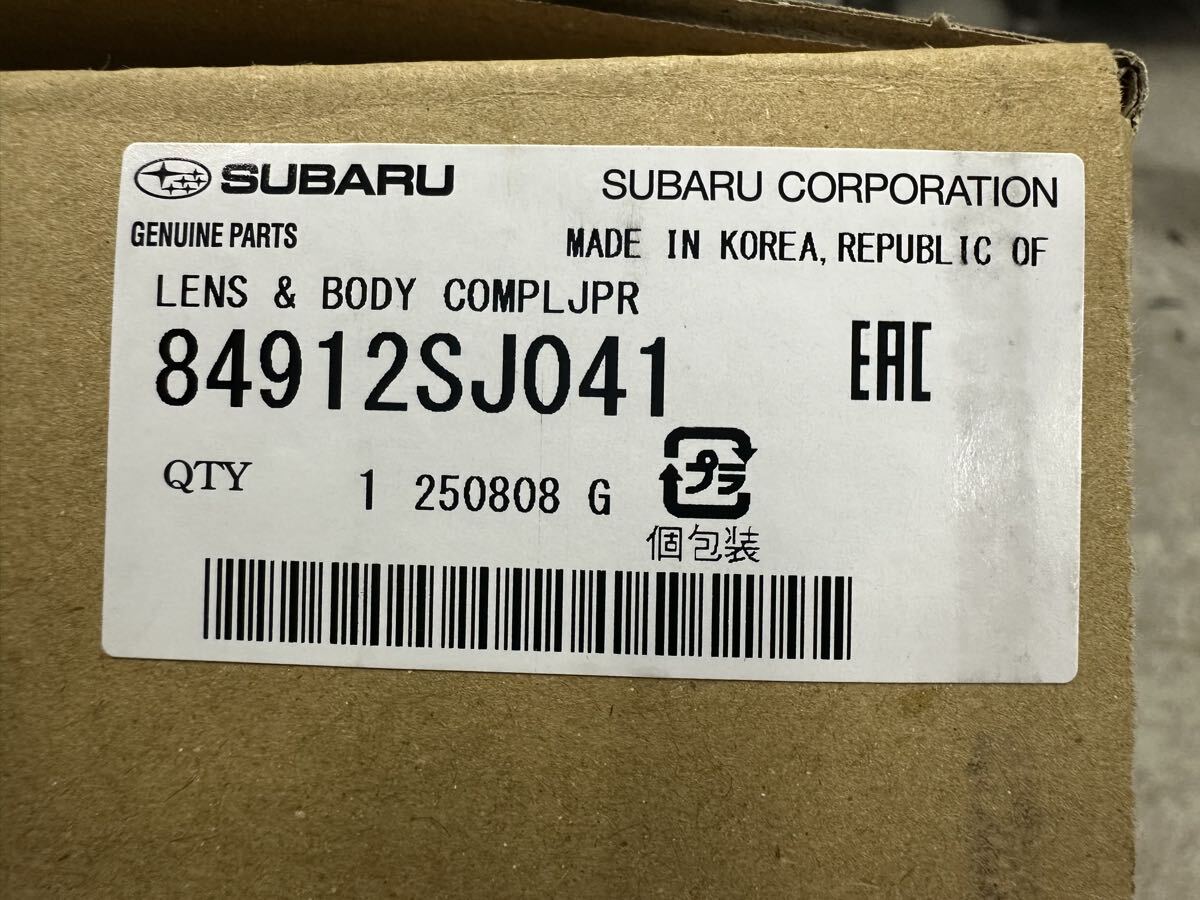 SUBARU SUBARU CORPORATION
GENUINE PARTS MADE IN KOREA, REPUBLIC OF
LENS & BODY COMPLJPR
84912SJ041 EAC
QTY 1 250808 G プラ
個包装